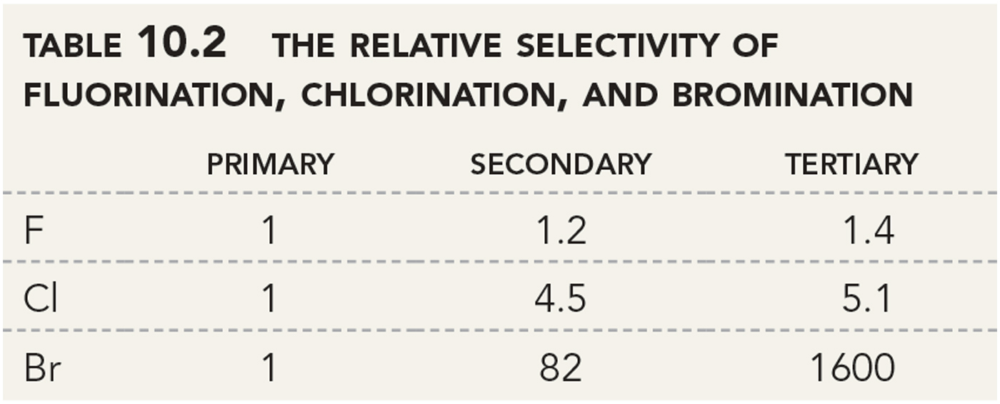 TABLE 10.2 THE RELATIVE SELECTIVITY OF
FLUORINATION, CHLORINATION, AND BROMINATION
PRIMARY SECONDARY TERTIARY
F 1 1.2 1.4
Cl 1 4.5 5.1
Br 1 82 1600